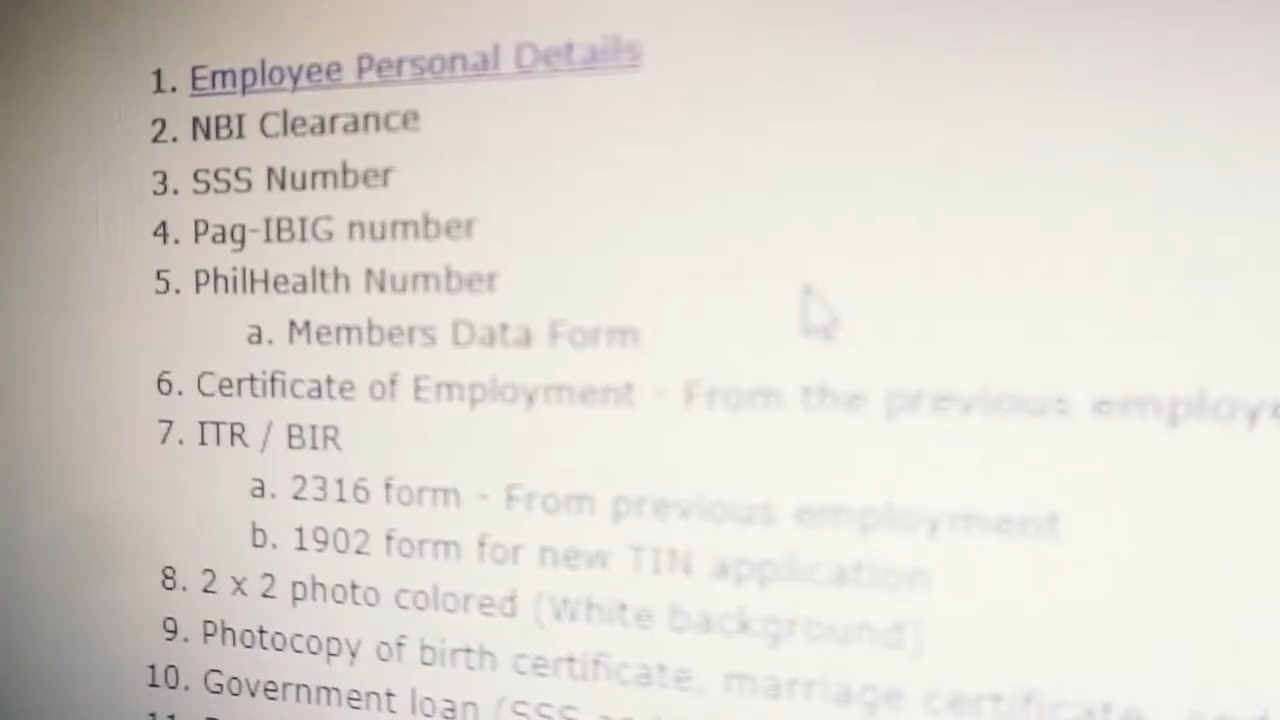 1. Employee Personal Details
2. NBI Clearance
3. SSS Number
4. Pag-IBIG number
5. PhilHealth Number
a. Members Data Form
6. Certificate of Employment - From the previous
7. ITR / BIR
a. 2316 form - From previous employment
b. 1902 form for new TIN application
8. 2 x 2 photo colored (White background)
9. Photocopy of birth certificate, marriage certificate,
10. Government loan (SSS
11.